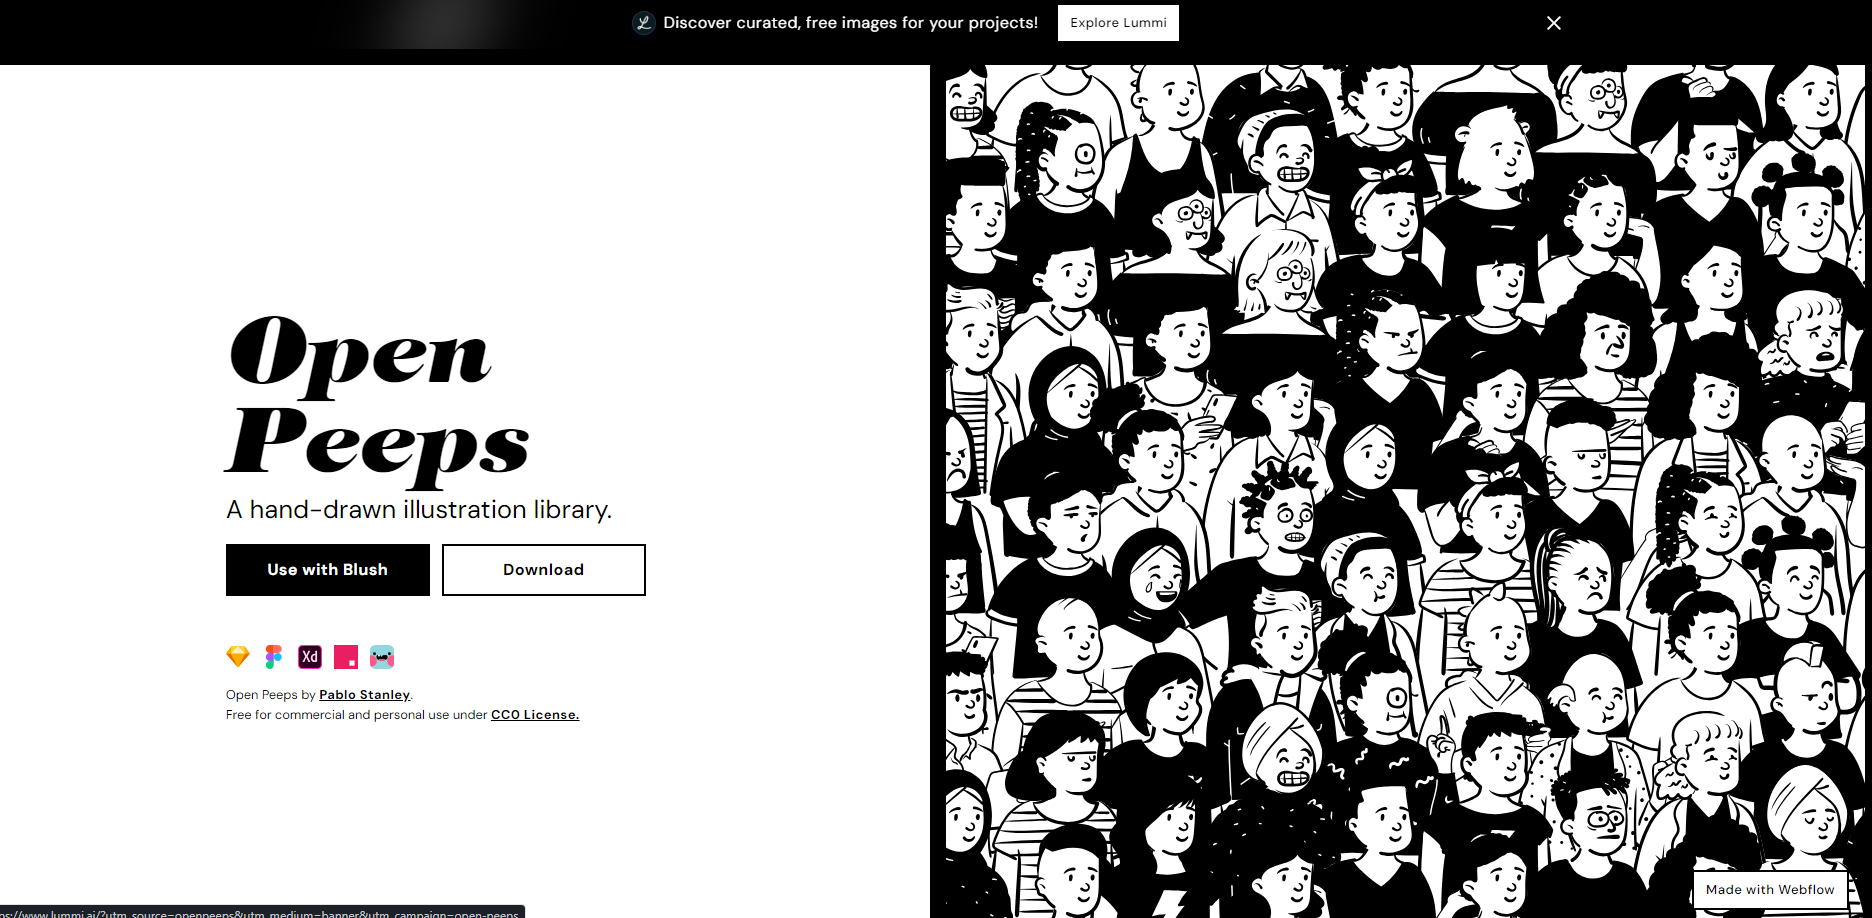 Discover curated, free images for your projects!
Explore Lummi
Open
Peeps
A hand-drawn illustration library.
Use with Blush
Download
Xd
Open Peeps by Pablo Stanley.
Free for commercial and personal use under CC0 License.
Made with Webflow
ps://www.lummi.ai/?utm_source=openpeeps&utm_medium=banner&utm_campaign=open-peeps